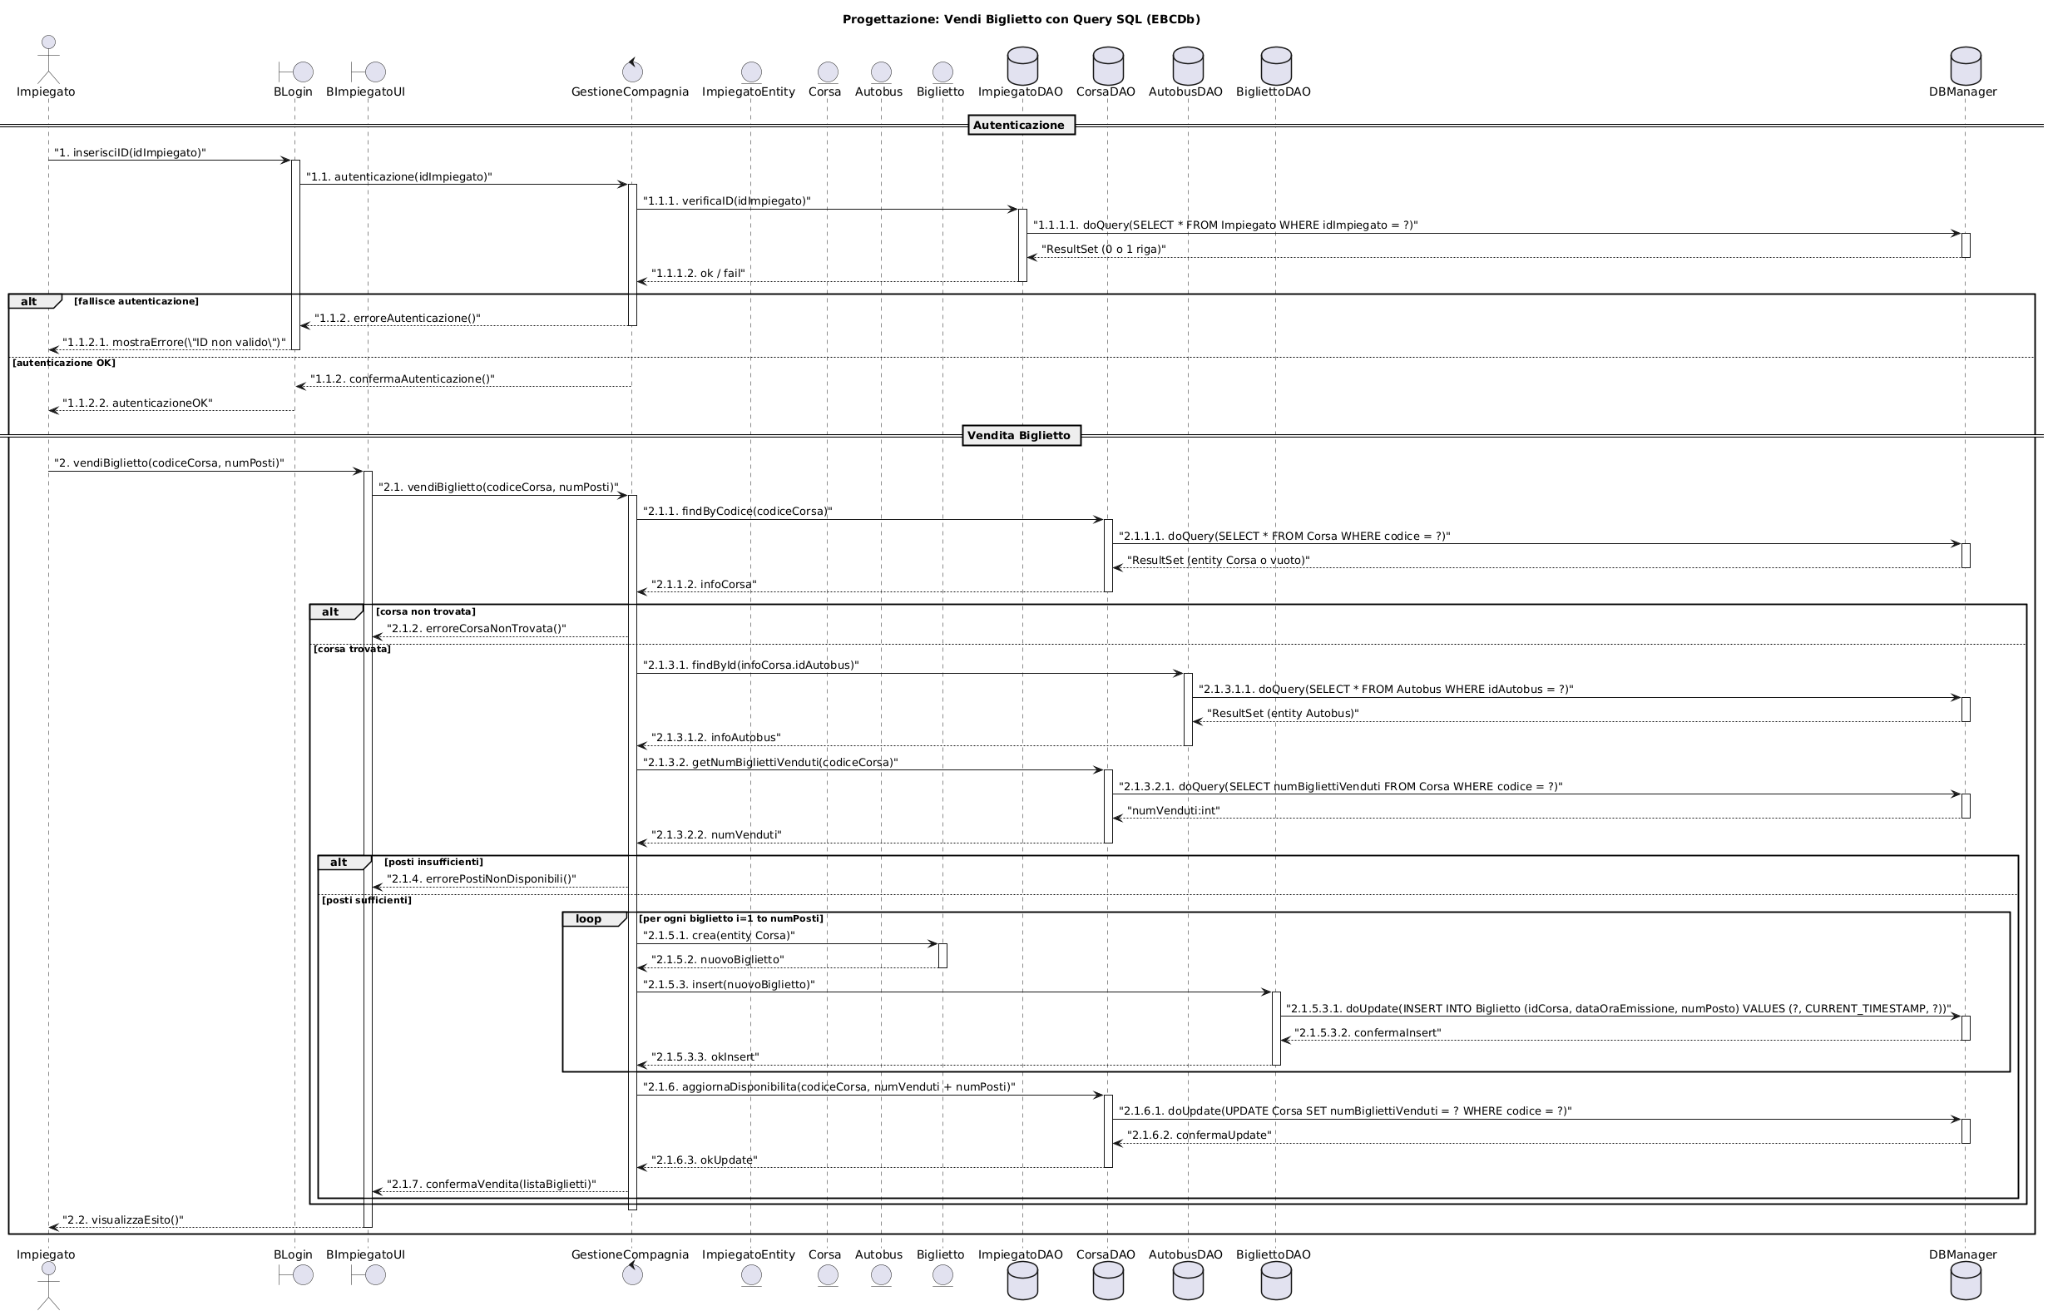 Progettazione: Vendi Biglietto con Query SQL (EBCDb)
Impiegato BLogin BImpiegatoUI GestioneCompagnia ImpiegatoEntity Corsa Autobus Biglietto ImpiegatoDAO CorsaDAO AutobusDAO BigliettoDAO DBManager
Autenticazione
"1. inserisciID(idImpiegato)"
"1.1. autenticazione(idImpiegato)"
"1.1.1. verificaID(idImpiegato)"
"1.1.1.1. doQuery(SELECT * FROM Impiegato WHERE idImpiegato = ?)"
"ResultSet (0 o 1 riga)"
"1.1.1.2. ok / fail"
alt [fallisce autenticazione]
"1.1.2. erroreAutenticazione()"
"1.1.2.1. mostraErrore(\"ID non valido\")"
[autenticazione OK]
"1.1.2. confermaAutenticazione()"
"1.1.2.2. autenticazioneOK"
Vendita Biglietto
"2. vendiBiglietto(codiceCorsa, numPosti)"
"2.1. vendiBiglietto(codiceCorsa, numPosti)"
"2.1.1. findByCodice(codiceCorsa)"
"2.1.1.1. doQuery(SELECT * FROM Corsa WHERE codice = ?)"
"ResultSet (entity Corsa o vuoto)"
"2.1.1.2. infoCorsa"
alt [corsa non trovata]
"2.1.2. erroreCorsaNonTrovata()"
[corsa trovata]
"2.1.3.1. findById(infoCorsa.idAutobus)"
"2.1.3.1.1. doQuery(SELECT * FROM Autobus WHERE idAutobus = ?)"
"ResultSet (entity Autobus)"
"2.1.3.1.2. infoAutobus"
"2.1.3.2. getNumBigliettiVenduti(codiceCorsa)"
"2.1.3.2.1. doQuery(SELECT numBigliettiVenduti FROM Corsa WHERE codice = ?)"
"numVenduti:int"
"2.1.3.2.2. numVenduti"
alt [posti insufficienti]
"2.1.4. errorePostiNonDisponibili()"
[posti sufficienti]
loop [per ogni biglietto i=1 to numPosti]
"2.1.5.1. crea(entity Corsa)"
"2.1.5.2. nuovoBiglietto"
"2.1.5.3. insert(nuovoBiglietto)"
"2.1.5.3.1. doUpdate(INSERT INTO Biglietto (idCorsa, dataOraEmissione, numPosto) VALUES (?, CURRENT_TIMESTAMP, ?))"
"2.1.5.3.2. confermaInsert"
"2.1.5.3.3. okInsert"
"2.1.6. aggiornaDisponibilita(codiceCorsa, numVenduti + numPosti)"
"2.1.6.1. doUpdate(UPDATE Corsa SET numBigliettiVenduti = ? WHERE codice = ?)"
"2.1.6.2. confermaUpdate"
"2.1.6.3. okUpdate"
"2.1.7. confermaVendita(listaBiglietti)"
"2.2. visualizzaEsito()"
Impiegato BLogin BImpiegatoUI GestioneCompagnia ImpiegatoEntity Corsa Autobus Biglietto ImpiegatoDAO CorsaDAO AutobusDAO BigliettoDAO DBManager